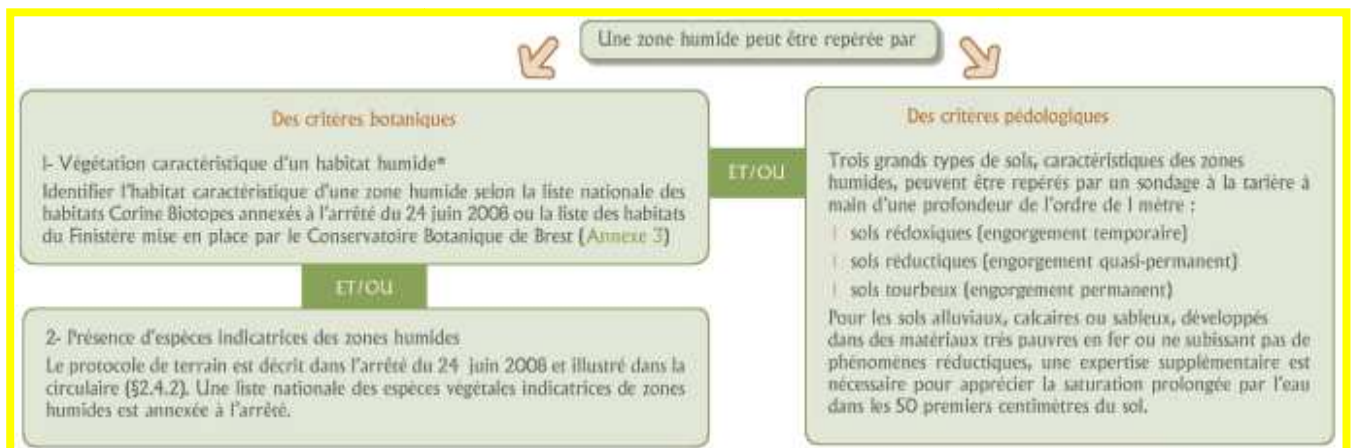 Une zone humide peut être repérée par
Des critères botaniques
1- Végétation caractéristique d'un habitat humide*
Identifier l'habitat caractéristique d'une zone humide selon la liste nationale des
habitats Corine Biotopes annexés à l'arrêté du 24 juin 2008 ou la liste des habitats
du Finistère mise en place par le Conservatoire Botanique de Brest (Annexe 3)
ET/OU
2- Présence d'espèces indicatrices des zones humides
Le protocole de terrain est décrit dans l'arrêté du 24 juin 2008 et illustré dans la
circulaire (§2.4.2). Une liste nationale des espèces végétales indicatrices de zones
humides est annexée à l'arrêté.
ET/OU
Des critères pédologiques
Trois grands types de sols, caractéristiques des zones
humides, peuvent être repérés par un sondage à la tarière à
main d'une profondeur de l'ordre de 1 mètre :
| sols rédoxiques (engorgement temporaire)
| sols réductiques (engorgement quasi-permanent)
| sols tourbeux (engorgement permanent)
Pour les sols alluviaux, calcaires ou sableux, développés
dans des matériaux très pauvres en fer ou ne subissant pas de
phénomènes réductiques, une expertise supplémentaire est
nécessaire pour apprécier la saturation prolongée par l'eau
dans les 50 premiers centimètres du sol.